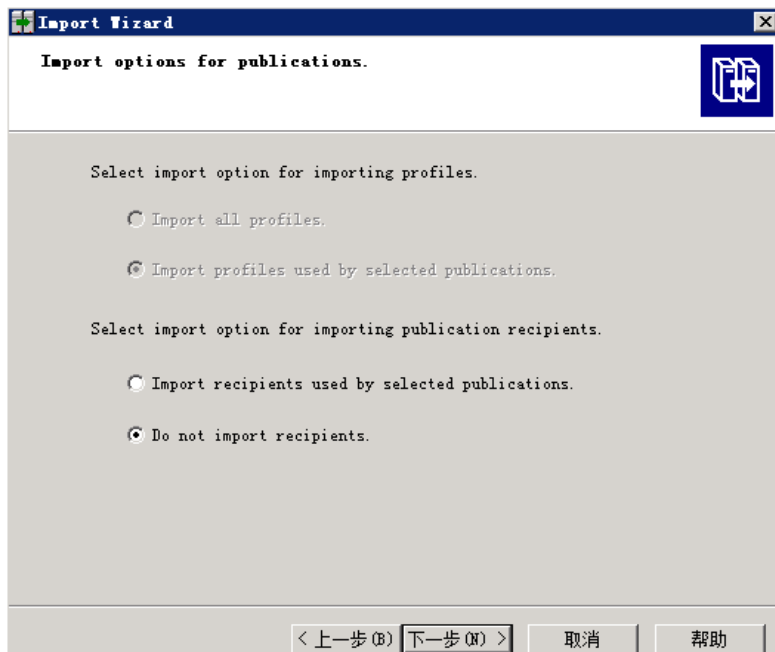 Import Wizard
Import options for publications.
Select import option for importing profiles.
Import all profiles.
Import profiles used by selected publications.
Select import option for importing publication recipients.
Import recipients used by selected publications.
Do not import recipients.
< 上一步(B) 下一步(N) > 取消 帮助